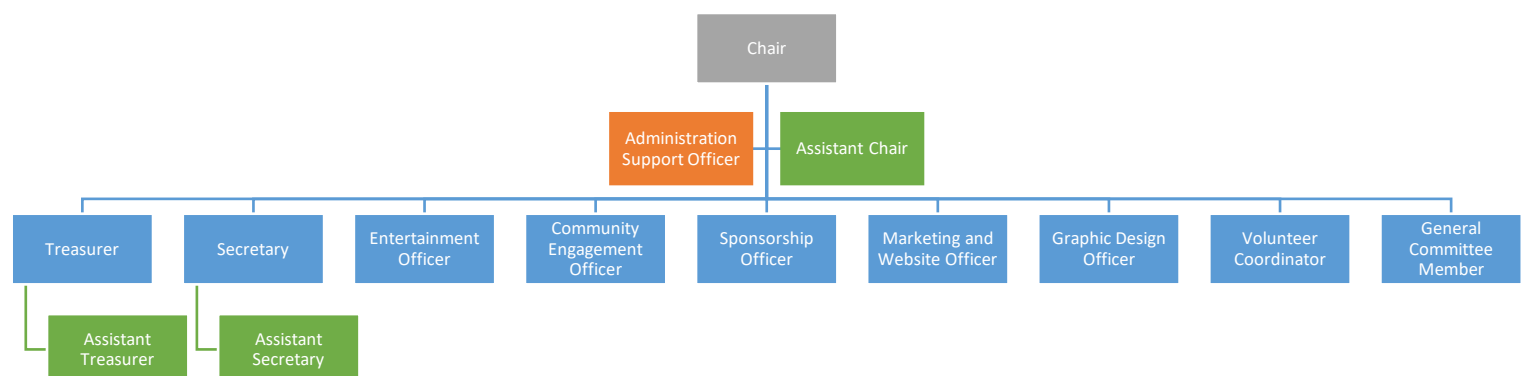 Chair
Administration
Support Officer
Assistant Chair
Treasurer
Secretary
Entertainment
Officer
Community
Engagement
Officer
Sponsorship
Officer
Marketing and
Website Officer
Graphic Design
Officer
Volunteer
Coordinator
General
Committee
Member
Assistant
Treasurer
Assistant
Secretary